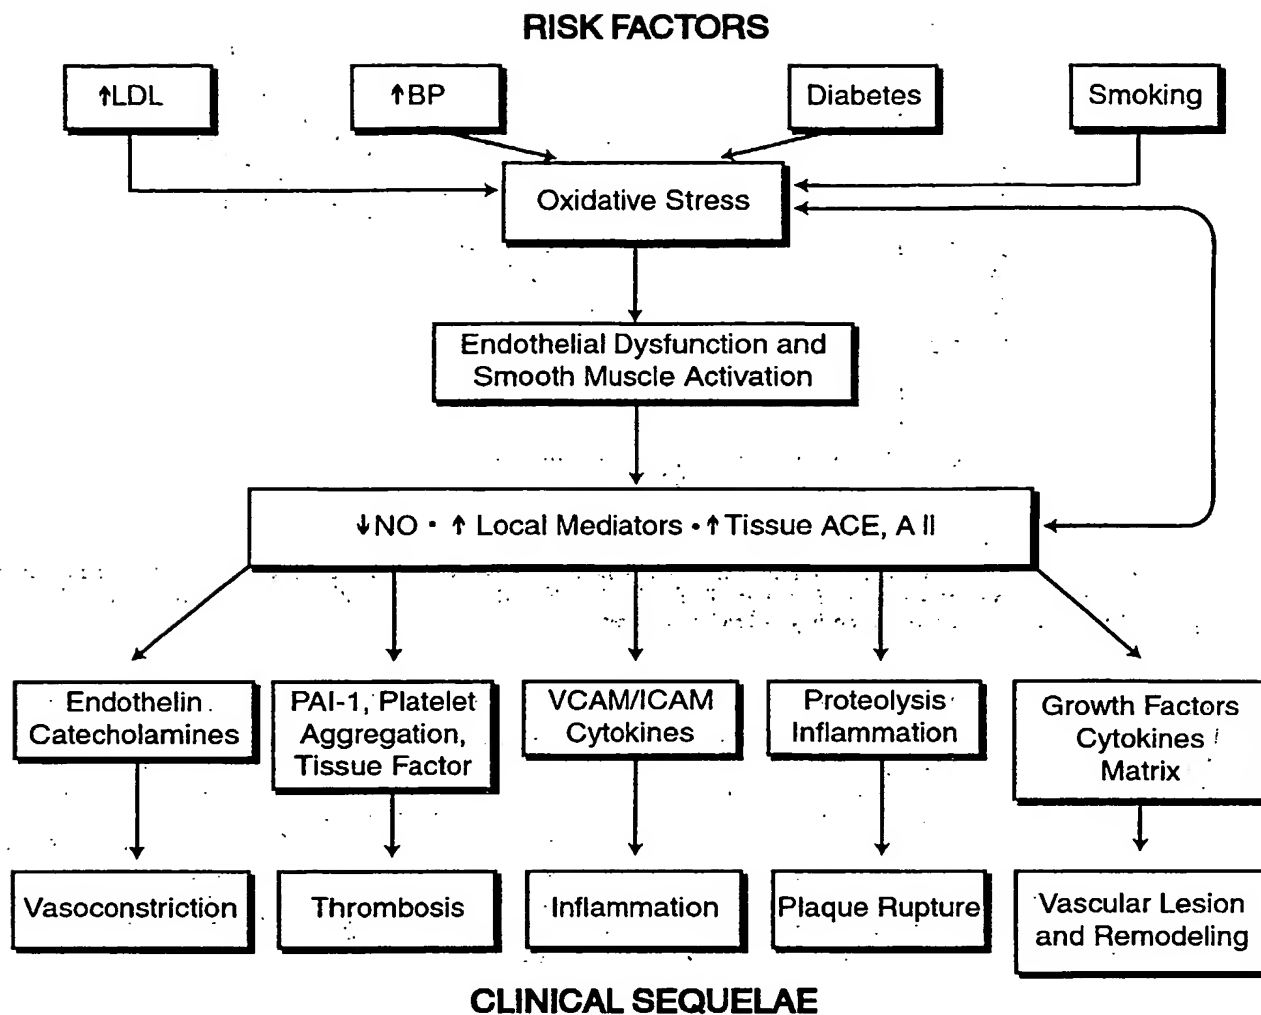 RISK FACTORS
↑LDL
↑BP
Diabetes
Smoking
Oxidative Stress
Endothelial Dysfunction and
Smooth Muscle Activation
↓NO • ↑ Local Mediators • ↑ Tissue ACE, A II
Endothelin
Catecholamines
PAI-1, Platelet
Aggregation,
Tissue Factor
VCAM/ICAM
Cytokines
Proteolysis
Inflammation
Growth Factors
Cytokines
Matrix
Vasoconstriction
Thrombosis
Inflammation
Plaque Rupture
Vascular Lesion
and Remodeling
CLINICAL SEQUELAE